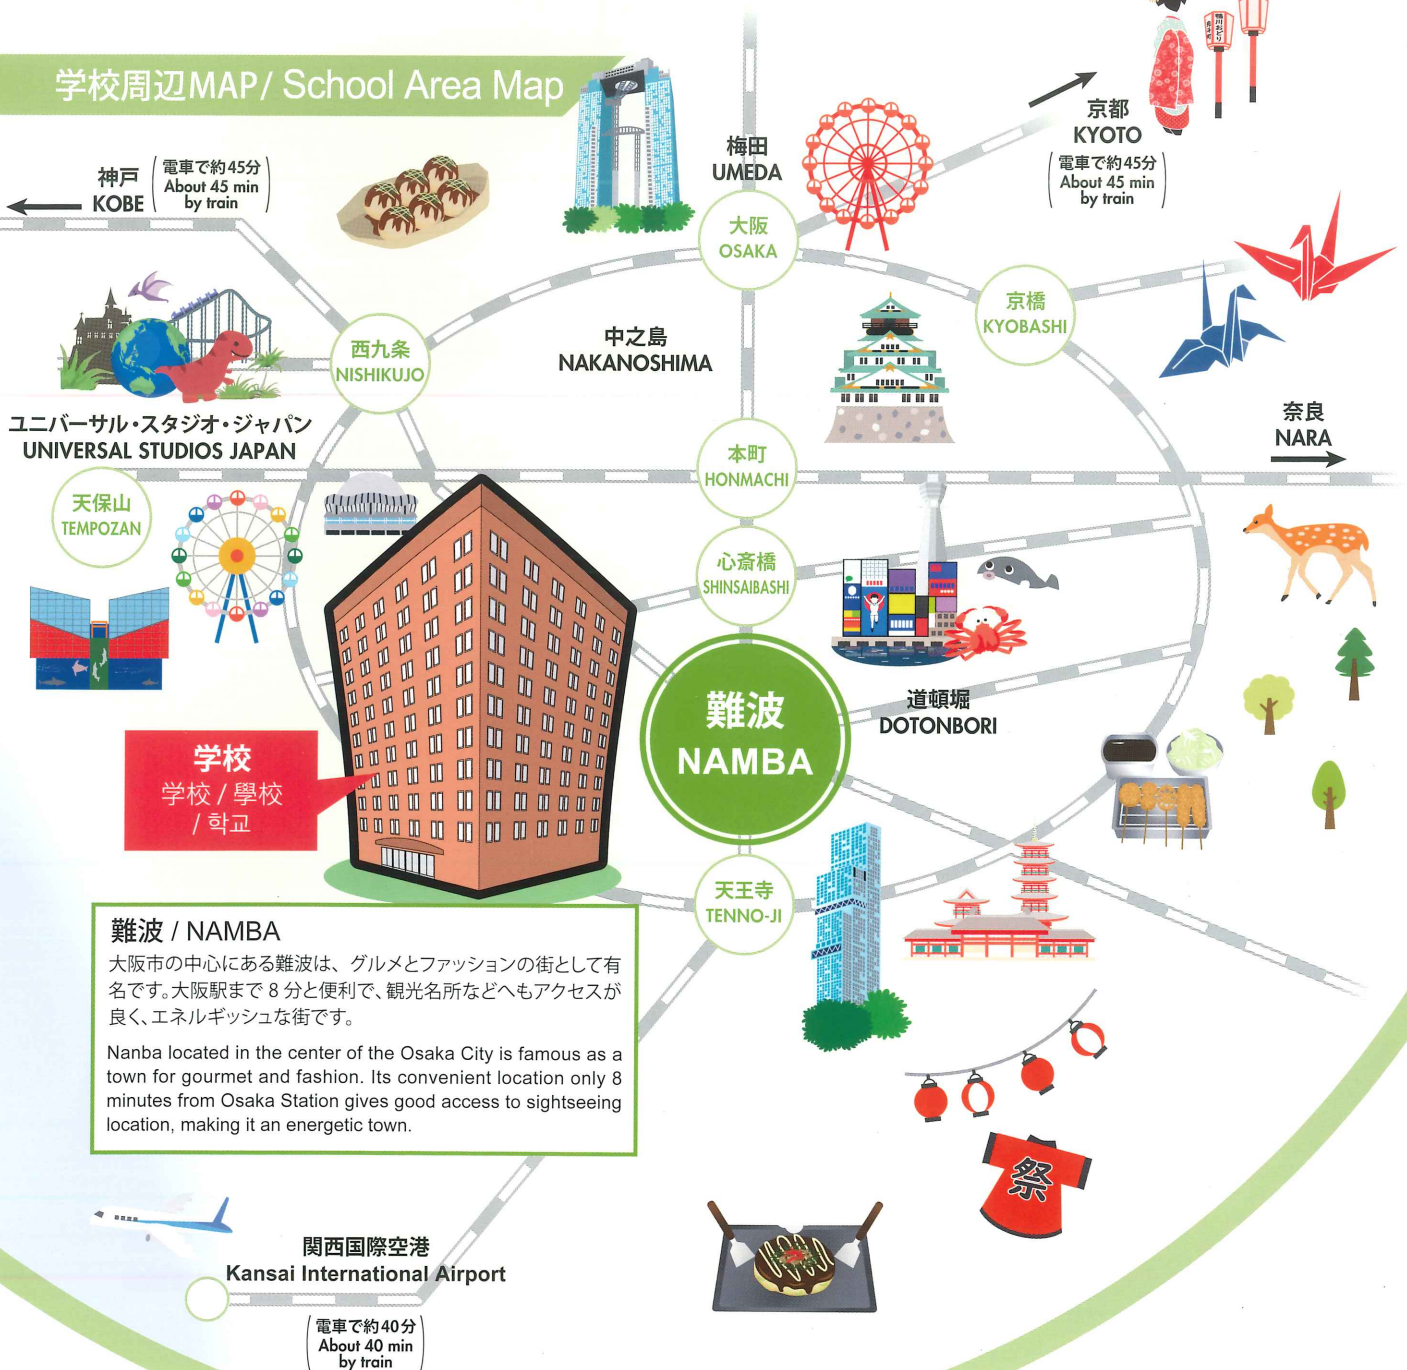 学校周辺MAP/ School Area Map
鴨川をどり
梅田
UMEDA
京都
KYOTO
電車で約45分
About 45 min
by train
神戸
KOBE
電車で約45分
About 45 min
by train
大阪
OSAKA
京橋
KYOBASHI
西九条
NISHIKUJO
中之島
NAKANOSHIMA
ユニバーサル・スタジオ・ジャパン
UNIVERSAL STUDIOS JAPAN
奈良
NARA
本町
HONMACHI
天保山
TEMPOZAN
心斎橋
SHINSAIBASHI
難波
NAMBA
道頓堀
DOTONBORI
学校
学校 / 學校
/ 학교
天王寺
TENNO-JI
難波 / NAMBA
大阪市の中心にある難波は、グルメとファッションの街として有
名です。大阪駅まで 8 分と便利で、観光名所などへもアクセスが
良く、エネルギッシュな街です。
Nanba located in the center of the Osaka City is famous as a
town for gourmet and fashion. Its convenient location only 8
minutes from Osaka Station gives good access to sightseeing
location, making it an energetic town.
祭
関西国際空港
Kansai International Airport
電車で約40分
About 40 min
by train